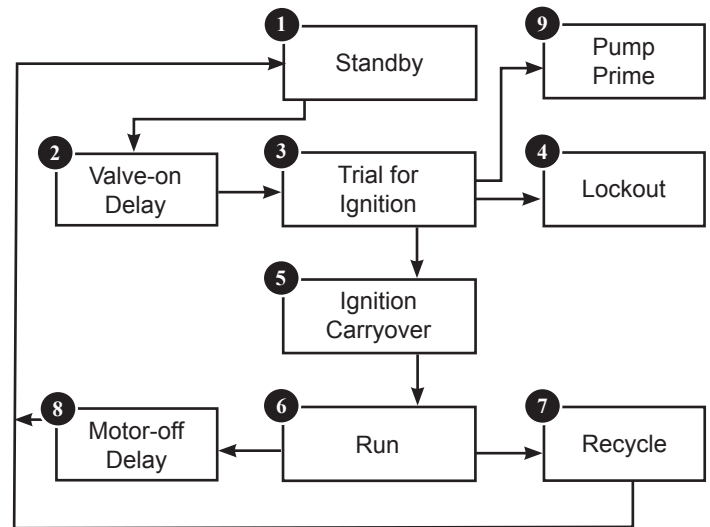 1
Standby
9
Pump
Prime
2
Valve-on
Delay
3
Trial for
Ignition
4
Lockout
5
Ignition
Carryover
8
Motor-off
Delay
6
Run
7
Recycle